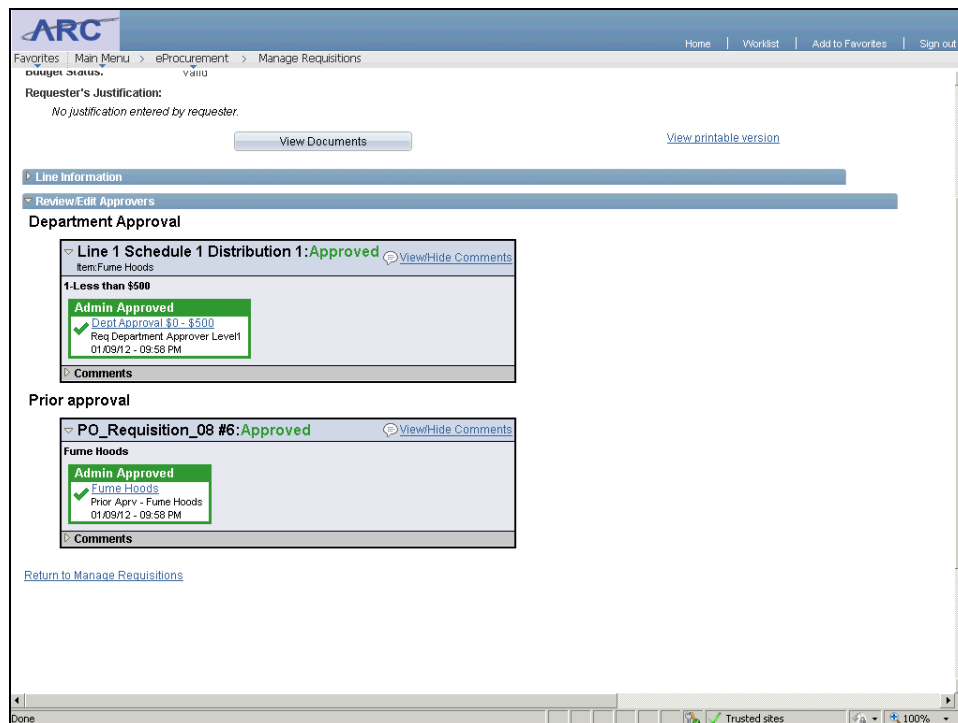 ARC
Home | Worklist | Add to Favorites | Sign out
Favorites Main Menu > eProcurement > Manage Requisitions
Budget Status: Valid
Requester's Justification:
No justification entered by requester.
View Documents
View printable version
Line Information
Review/Edit Approvers
Department Approval
Line 1 Schedule 1 Distribution 1:Approved View/Hide Comments
Item:Fume Hoods
1-Less than $500
Admin Approved
Dept Approval $0 - $500
Req Department Approver Level1
01/09/12 - 09:58 PM
Comments
Prior approval
PO_Requisition_08 #6:Approved View/Hide Comments
Fume Hoods
Admin Approved
Fume Hoods
Prior Aprv - Fume Hoods
01/09/12 - 09:58 PM
Comments
Return to Manage Requisitions
Done Trusted sites 100%